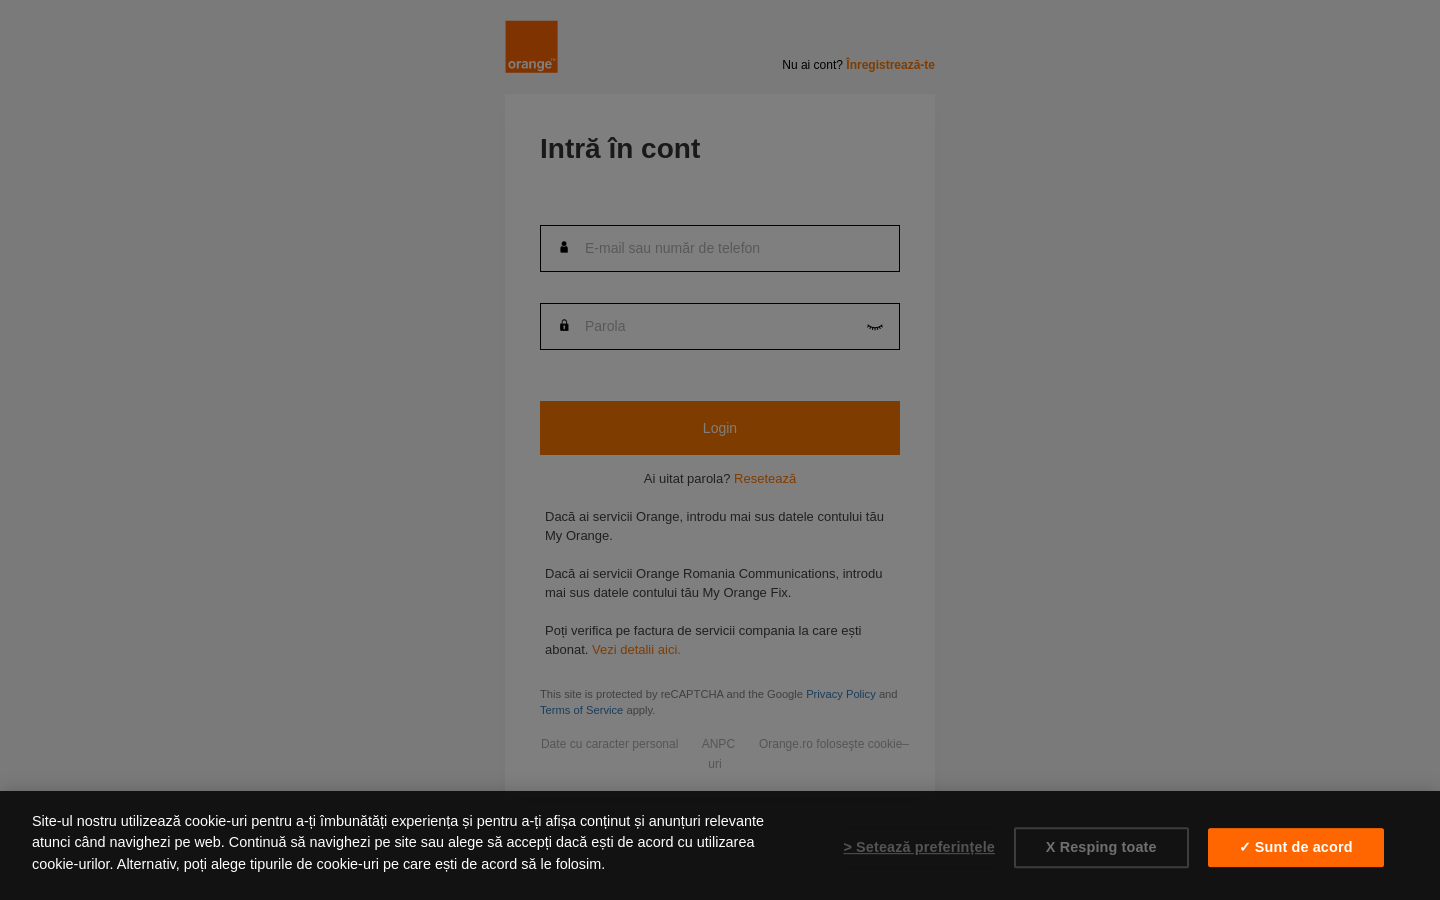 orange™
Nu ai cont? Înregistrează-te
Intră în cont
E-mail sau număr de telefon
Parola
Login
Ai uitat parola? Resetează
Dacă ai servicii Orange, introdu mai sus datele contului tău
My Orange.
Dacă ai servicii Orange Romania Communications, introdu
mai sus datele contului tău My Orange Fix.
Poți verifica pe factura de servicii compania la care ești
abonat. Vezi detalii aici.
This site is protected by reCAPTCHA and the Google Privacy Policy and
Terms of Service apply.
Date cu caracter personal ANPC Orange.ro foloseşte cookie–
uri
Site-ul nostru utilizează cookie-uri pentru a-ți îmbunătăți experiența și pentru a-ți afișa conținut și anunțuri relevante
atunci când navighezi pe web. Continuă să navighezi pe site sau alege să accepți dacă ești de acord cu utilizarea
cookie-urilor. Alternativ, poți alege tipurile de cookie-uri pe care ești de acord să le folosim.
> Setează preferințele
X Resping toate
✓ Sunt de acord